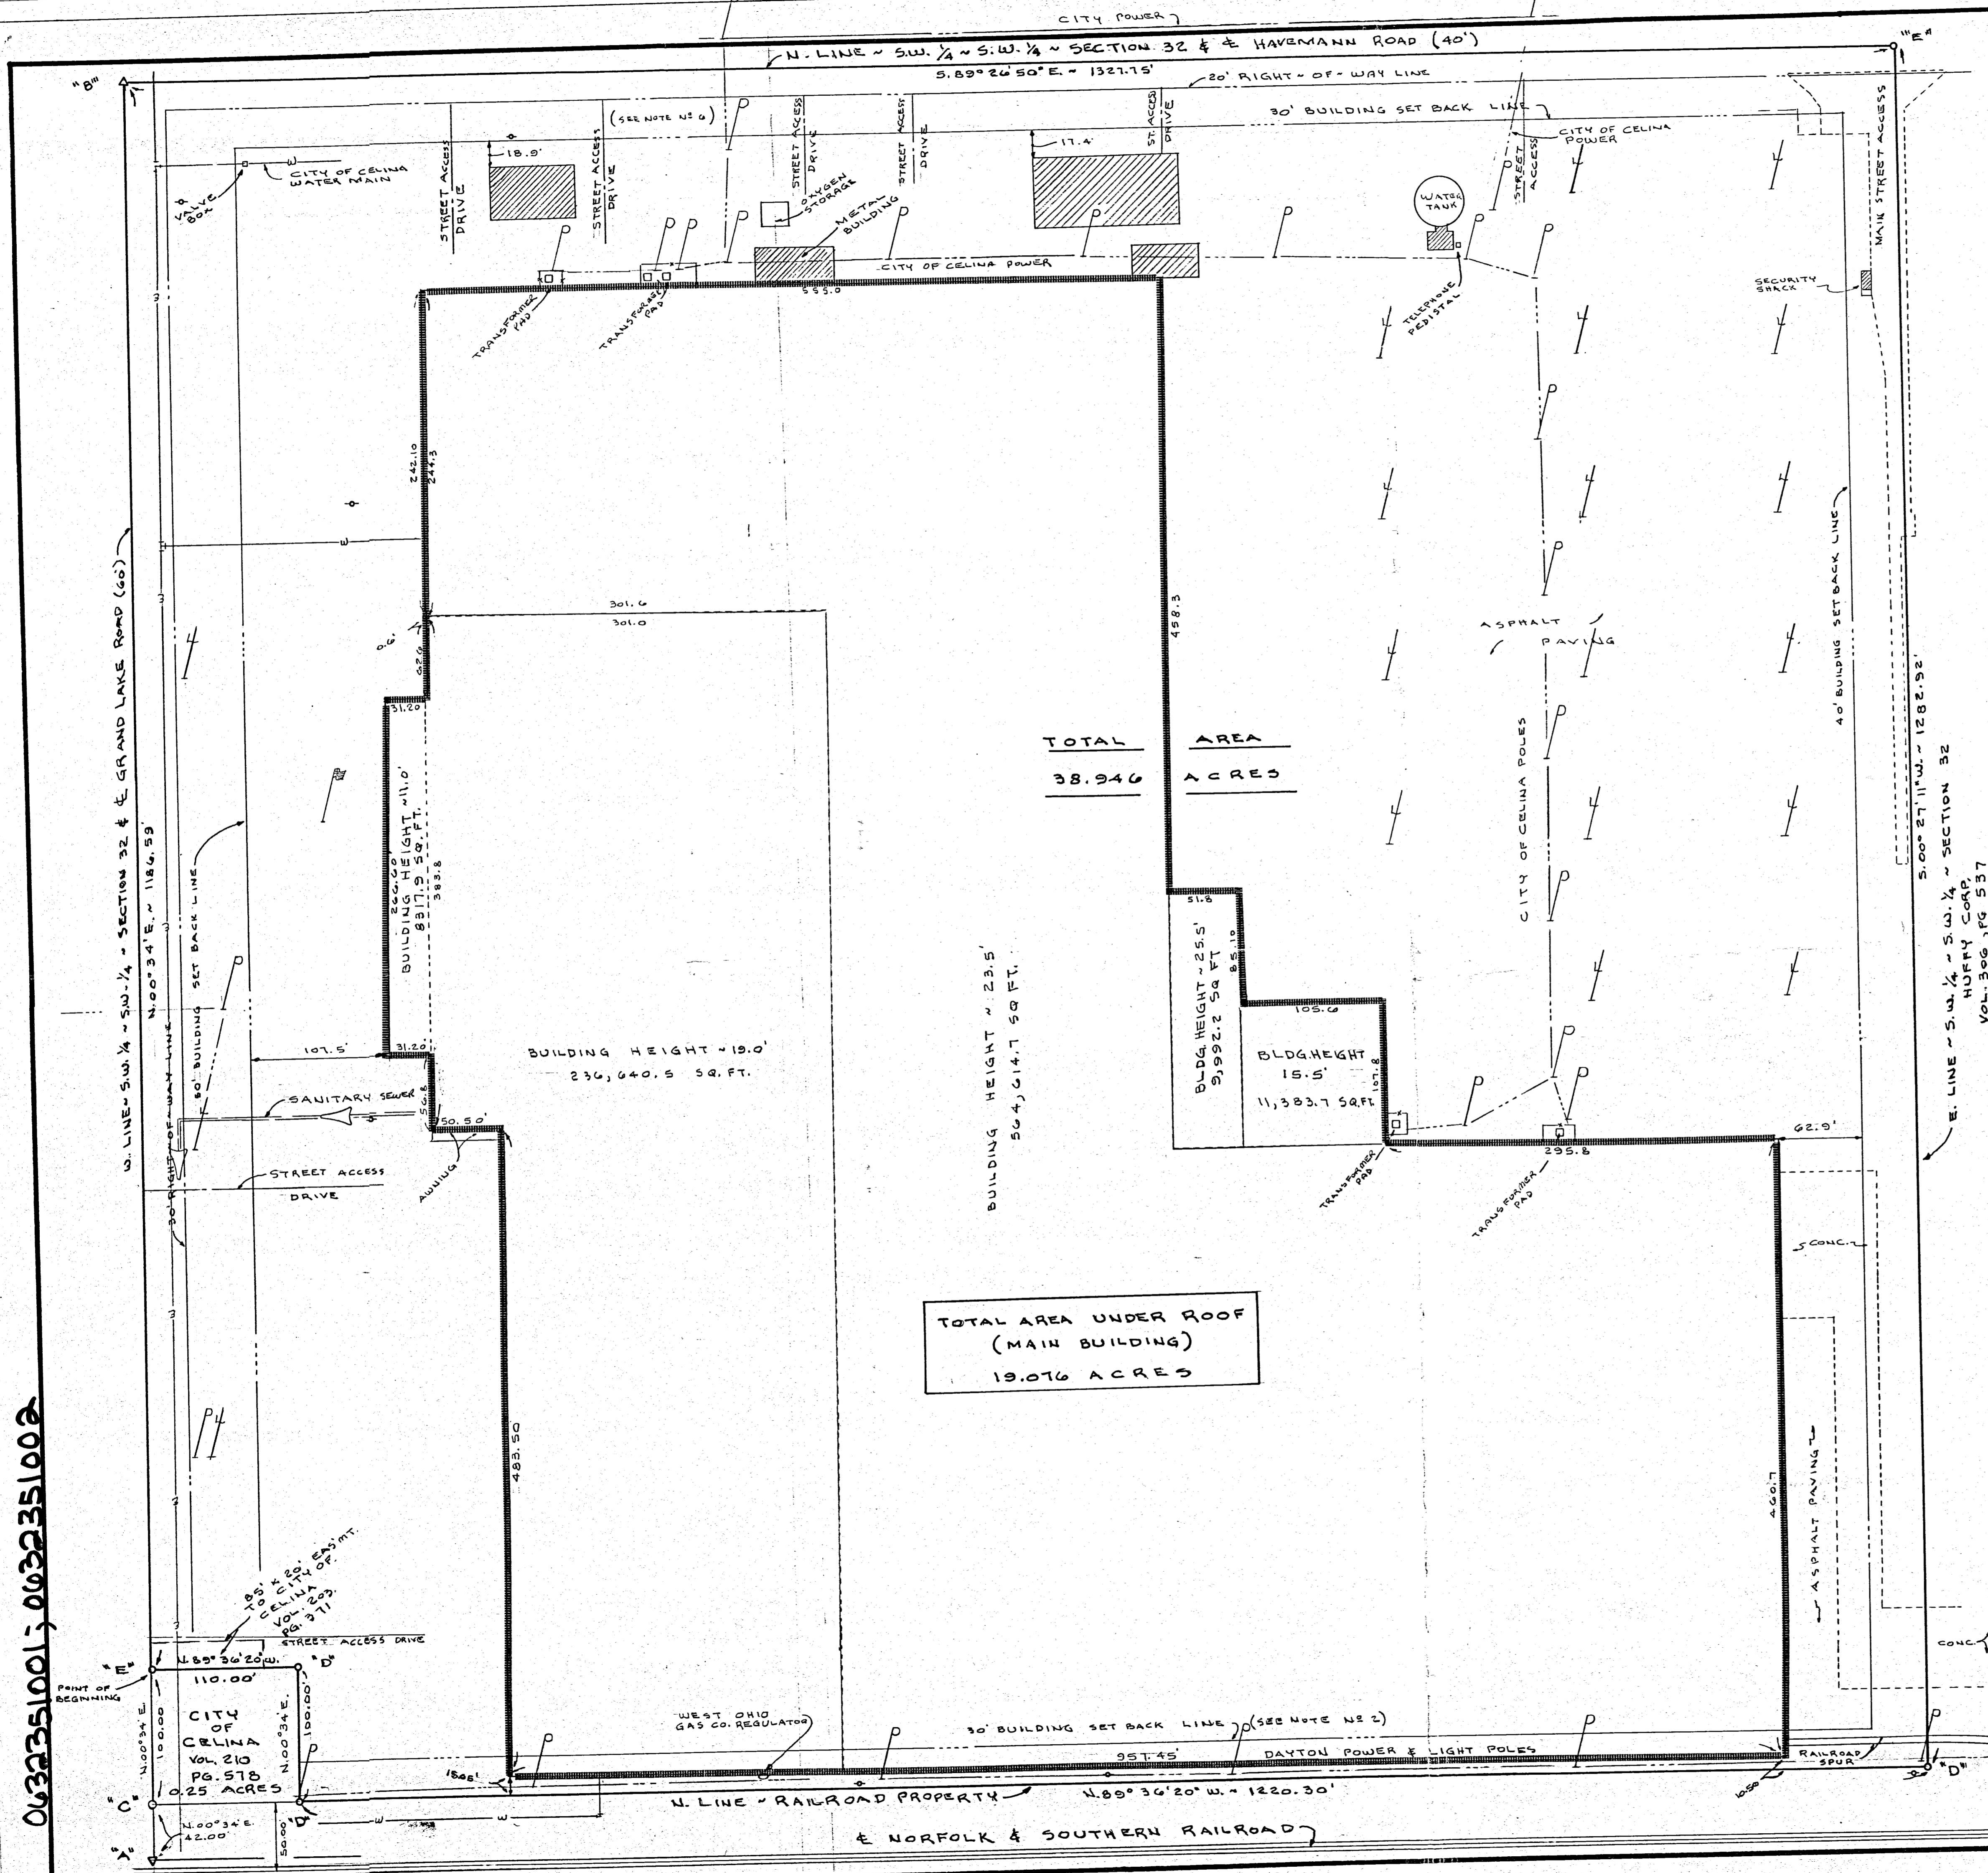 CITY POWER
N. LINE ~ S.W. 1/4 ~ S.W. 1/4 ~ SECTION 32 & ℄ HAVEMANN ROAD (40')
"B"
"E"
S.89°26'50"E. ~ 1327.75'
20' RIGHT~OF~WAY LINE
(SEE NOTE Nº 6)
30' BUILDING SET BACK LINE
CITY OF CELINA
POWER
18.9'
17.4'
CITY OF CELINA
WATER MAIN
VALVE
BOX
STREET ACCESS
DRIVE
STREET ACCESS
DRIVE
STREET ACCESS
DRIVE
STREET ACCESS
DRIVE
ST. ACCESS
DRIVE
STREET
ACCESS
MAIN STREET ACCESS
OXYGEN
STORAGE
METAL
BUILDING
WATER
TANK
CITY OF CELINA POWER
555.0
TRANSFORMER
PAD
TRANSFORMER
PAD
TELEPHONE
PEDISTAL
SECURITY
SHACK
242.10
244.3
40' BUILDING SETBACK LINE
301.6
301.0
0.6'
62.6
458.3
ASPHALT
PAVING
W. LINE ~ S.W. 1/4 ~ S.W. 1/4 ~ SECTION 32 & ℄ GRAND LAKE ROAD (60')
N.00°34'E. ~ 1186.59'
31.20
TOTAL AREA
38.946 ACRES
CITY OF CELINA POLES
S.00°27'11"W. ~ 1282.92'
E. LINE ~ S.W. 1/4 ~ S.W. 1/4 ~ SECTION 32
HUFFY CORP.
VOL. 306, PG 537
266.60'
BUILDING HEIGHT ~ 11.0'
8317.9 SQ. FT.
383.8
50' BUILDING SET BACK LINE
30' RIGHT~OF~WAY LINE
51.8
BLDG. HEIGHT ~ 25.5'
9,992.2 SQ FT
85.10
105.6
BUILDING HEIGHT ~ 23.5'
564,614.7 SQ FT.
107.5'
31.20
BUILDING HEIGHT ~ 19.0'
236,640.5 SQ. FT.
BLDG. HEIGHT
15.5'
11,383.7 SQ.FT.
107.8
SANITARY SEWER
S
50.50'
AWNING
STREET ACCESS
DRIVE
62.9'
295.8
TRANSFORMER
PAD
TRANSFORMER
PAD
CONC.
TOTAL AREA UNDER ROOF
(MAIN BUILDING)
19.076 ACRES
483.50
460.7
ASPHALT PAVING
0632351001; 0632351002
85' X 20' EAS'MT.
TO CITY OF
CELINA
VOL. 203,
PG. 371
STREET ACCESS DRIVE
N.89°36'20"W.
110.00'
"E"
"D"
POINT OF
BEGINNING
CONC.
N.00°34'E.
100.00
CITY
OF
CELINA
VOL. 210
PG. 578
0.25 ACRES
N.00°34'E.
100.00'
WEST OHIO
GAS CO. REGULATOR
30' BUILDING SET BACK LINE
(SEE NOTE Nº 2)
957.45'
DAYTON POWER & LIGHT POLES
RAILROAD
SPUR
"D"
"C"
"D"
N. LINE ~ RAILROAD PROPERTY
N.89°36'20"W. ~ 1220.30'
N.00°34'E.
42.00'
50.00'
W
W
"A"
℄ NORFOLK & SOUTHERN RAILROAD